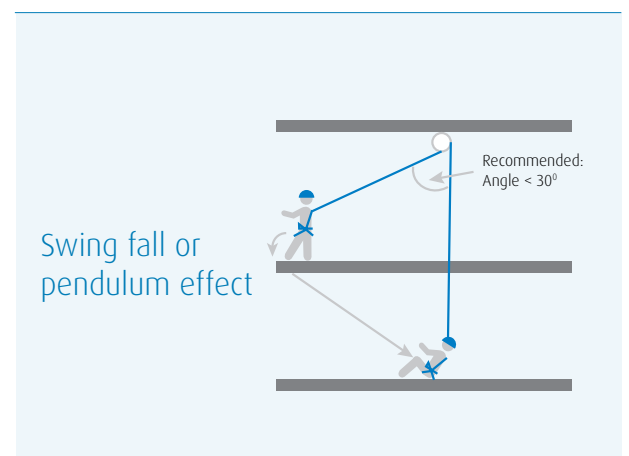 Recommended:
Angle < 30⁰
Swing fall or
pendulum effect